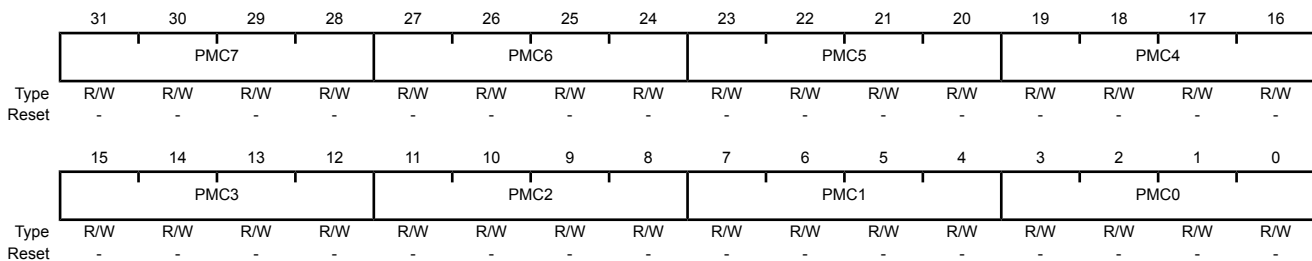 31 30 29 28 27 26 25 24 23 22 21 20 19 18 17 16
PMC7 PMC6 PMC5 PMC4
Type R/W R/W R/W R/W R/W R/W R/W R/W R/W R/W R/W R/W R/W R/W R/W R/W
Reset - - - - - - - - - - - - - - - -
15 14 13 12 11 10 9 8 7 6 5 4 3 2 1 0
PMC3 PMC2 PMC1 PMC0
Type R/W R/W R/W R/W R/W R/W R/W R/W R/W R/W R/W R/W R/W R/W R/W R/W
Reset - - - - - - - - - - - - - - - -